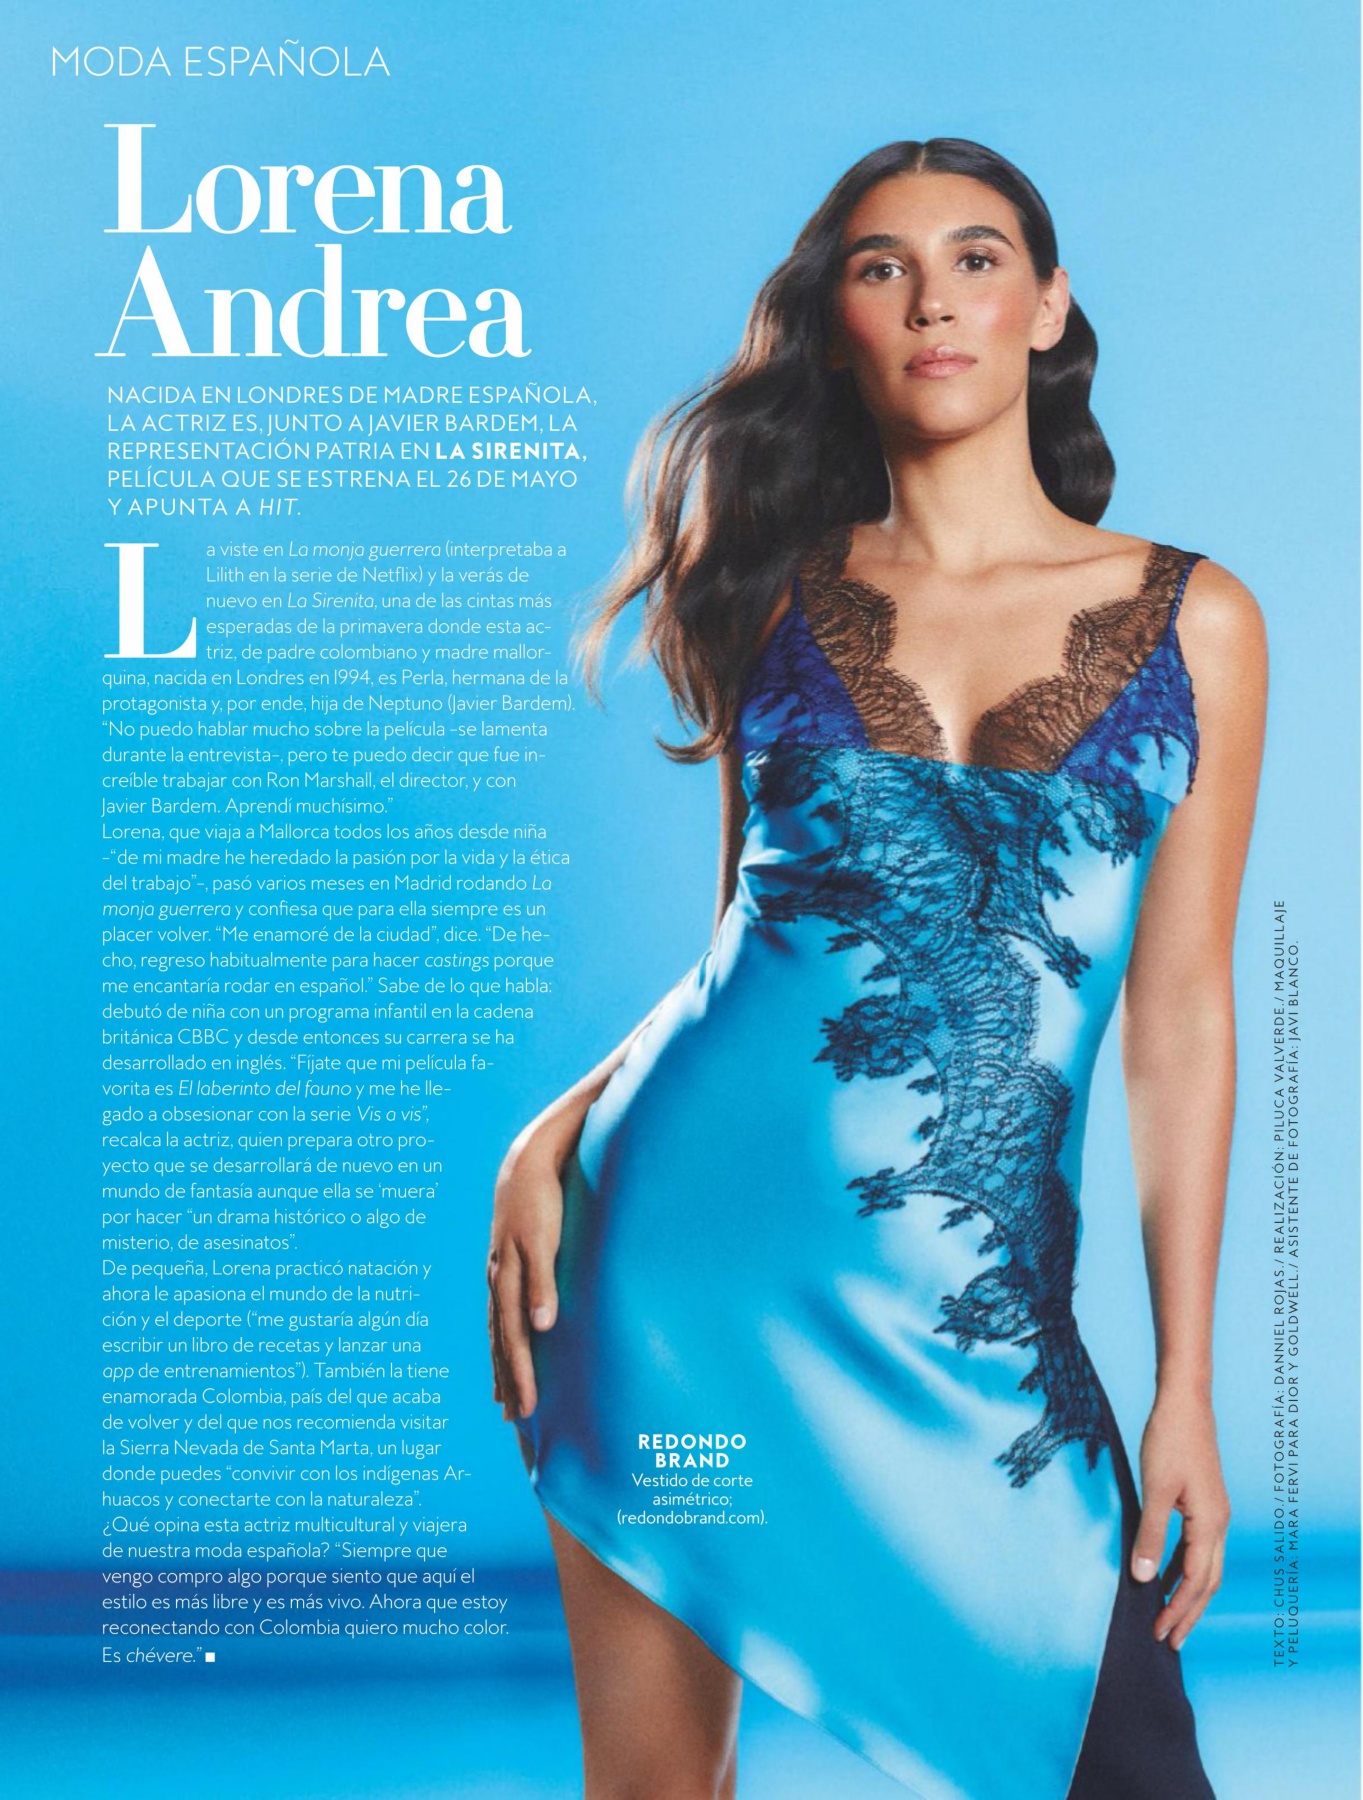 MODA ESPAÑOLA
Lorena
Andrea
NACIDA EN LONDRES DE MADRE ESPAÑOLA,
LA ACTRIZ ES, JUNTO A JAVIER BARDEM, LA
REPRESENTACIÓN PATRIA EN LA SIRENITA,
PELÍCULA QUE SE ESTRENA EL 26 DE MAYO
Y APUNTA A HIT.
La viste en La monja guerrera (interpretaba a
Lilith en la serie de Netflix) y la verás de
nuevo en La Sirenita, una de las cintas más
esperadas de la primavera donde esta ac-
triz, de padre colombiano y madre mallor-
quina, nacida en Londres en 1994, es Perla, hermana de la
protagonista y, por ende, hija de Neptuno (Javier Bardem).
“No puedo hablar mucho sobre la película –se lamenta
durante la entrevista–, pero te puedo decir que fue in-
creíble trabajar con Ron Marshall, el director, y con
Javier Bardem. Aprendí muchísimo.”
Lorena, que viaja a Mallorca todos los años desde niña
–“de mi madre he heredado la pasión por la vida y la ética
del trabajo”–, pasó varios meses en Madrid rodando La
monja guerrera y confiesa que para ella siempre es un
placer volver. “Me enamoré de la ciudad”, dice. “De he-
cho, regreso habitualmente para hacer castings porque
me encantaría rodar en español.” Sabe de lo que habla:
debutó de niña con un programa infantil en la cadena
británica CBBC y desde entonces su carrera se ha
desarrollado en inglés. “Fíjate que mi película fa-
vorita es El laberinto del fauno y me he lle-
gado a obsesionar con la serie Vis a vis”,
recalca la actriz, quien prepara otro pro-
yecto que se desarrollará de nuevo en un
mundo de fantasía aunque ella se ‘muera’
por hacer “un drama histórico o algo de
misterio, de asesinatos”.
De pequeña, Lorena practicó natación y
ahora le apasiona el mundo de la nutri-
ción y el deporte (“me gustaría algún día
escribir un libro de recetas y lanzar una
app de entrenamientos”). También la tiene
enamorada Colombia, país del que acaba
de volver y del que nos recomienda visitar
la Sierra Nevada de Santa Marta, un lugar
donde puedes “convivir con los indígenas Ar-
huacos y conectarte con la naturaleza”.
¿Qué opina esta actriz multicultural y viajera
de nuestra moda española? “Siempre que
vengo compro algo porque siento que aquí el
estilo es más libre y es más vivo. Ahora que estoy
reconectando con Colombia quiero mucho color.
Es chévere.” ■
REDONDO
BRAND
Vestido de corte
asimétrico;
(redondobrand.com).
TEXTO: CHUS SALIDO./ FOTOGRAFÍA: DANNIEL ROJAS./ REALIZACIÓN: PILUCA VALVERDE./ MAQUILLAJE
Y PELUQUERÍA: MARA FERVI PARA DIOR Y GOLDWELL./ ASISTENTE DE FOTOGRAFÍA: JAVI BLANCO.